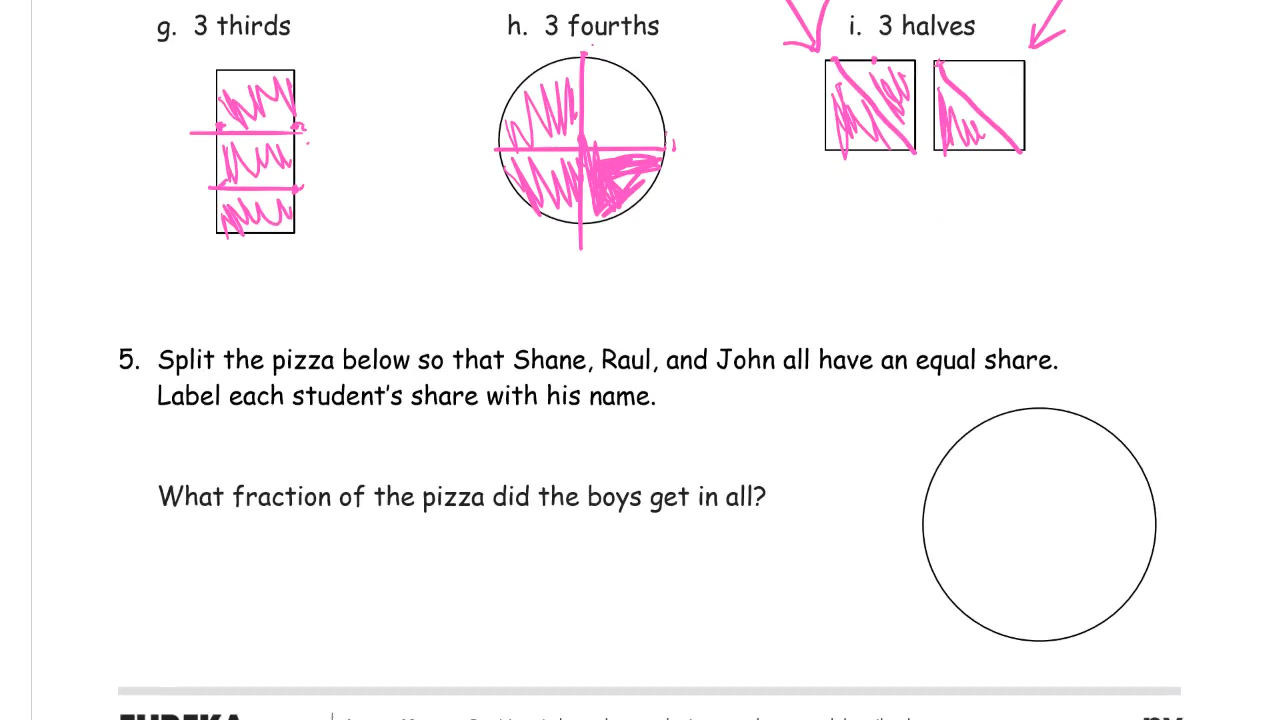 g. 3 thirds
h. 3 fourths
i. 3 halves
5. Split the pizza below so that Shane, Raul, and John all have an equal share.
Label each student's share with his name.
What fraction of the pizza did the boys get in all?
EUREKA